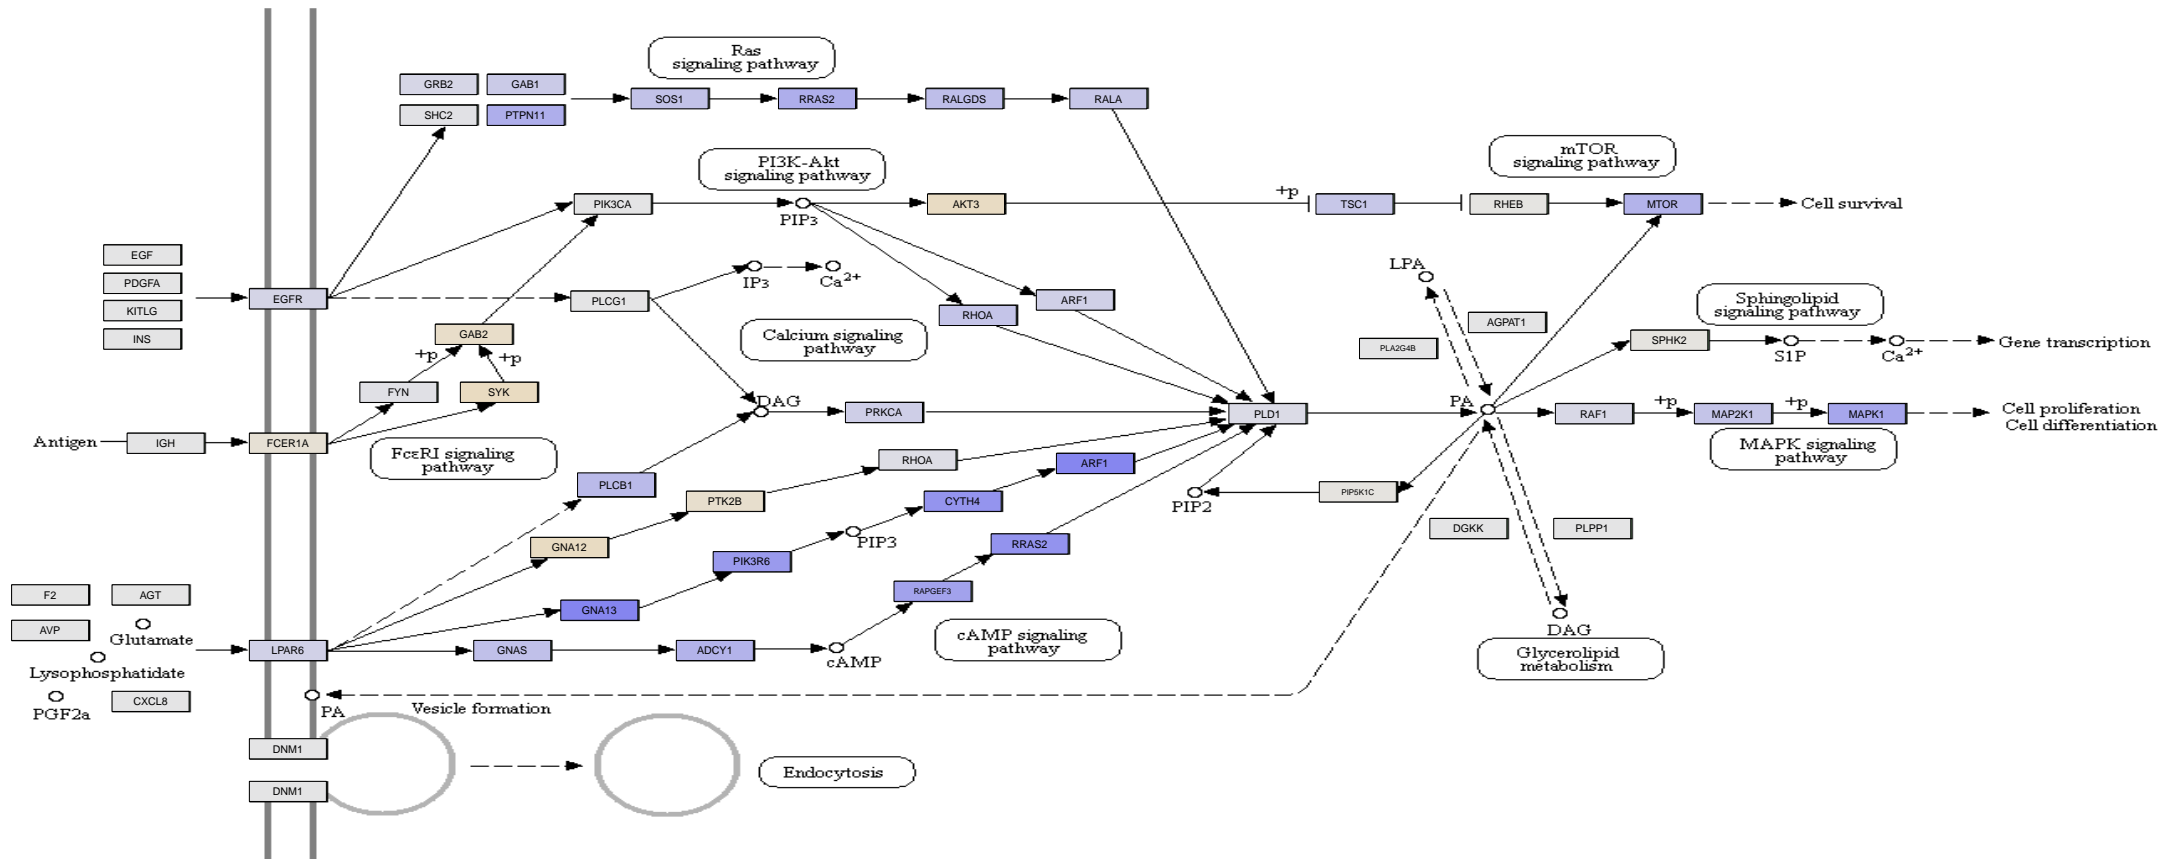 Ras
signaling pathway
GRB2
GAB1
SHC2
PTPN11
SOS1
RRAS2
RALGDS
RALA
PI3K-Akt
signaling pathway
mTOR
signaling pathway
PIK3CA
PIP3
AKT3
+p
TSC1
RHEB
MTOR
Cell survival
EGF
PDGFA
KITLG
INS
EGFR
PLCG1
IP3
Ca2+
RHOA
ARF1
LPA
AGPAT1
PLA2G4B
Sphingolipid
signaling pathway
SPHK2
S1P
Ca2+
Gene transcription
GAB2
+p
+p
Calcium signaling
pathway
FYN
SYK
DAG
PRKCA
PLD1
PA
RAF1
+p
MAP2K1
+p
MAPK1
Cell proliferation
Cell differentiation
MAPK signaling
pathway
Antigen
IGH
FCER1A
FcεRI signaling
pathway
PLCB1
RHOA
ARF1
PTK2B
CYTH4
PIP2
PIP5K1C
DGKK
PLPP1
GNA12
PIK3R6
PIP3
RRAS2
RAPGEF3
GNA13
F2
AGT
AVP
Glutamate
Lysophosphatidate
PGF2a
CXCL8
LPAR6
GNAS
ADCY1
cAMP
cAMP signaling
pathway
DAG
Glycerolipid
metabolism
PA
Vesicle formation
DNM1
DNM1
Endocytosis